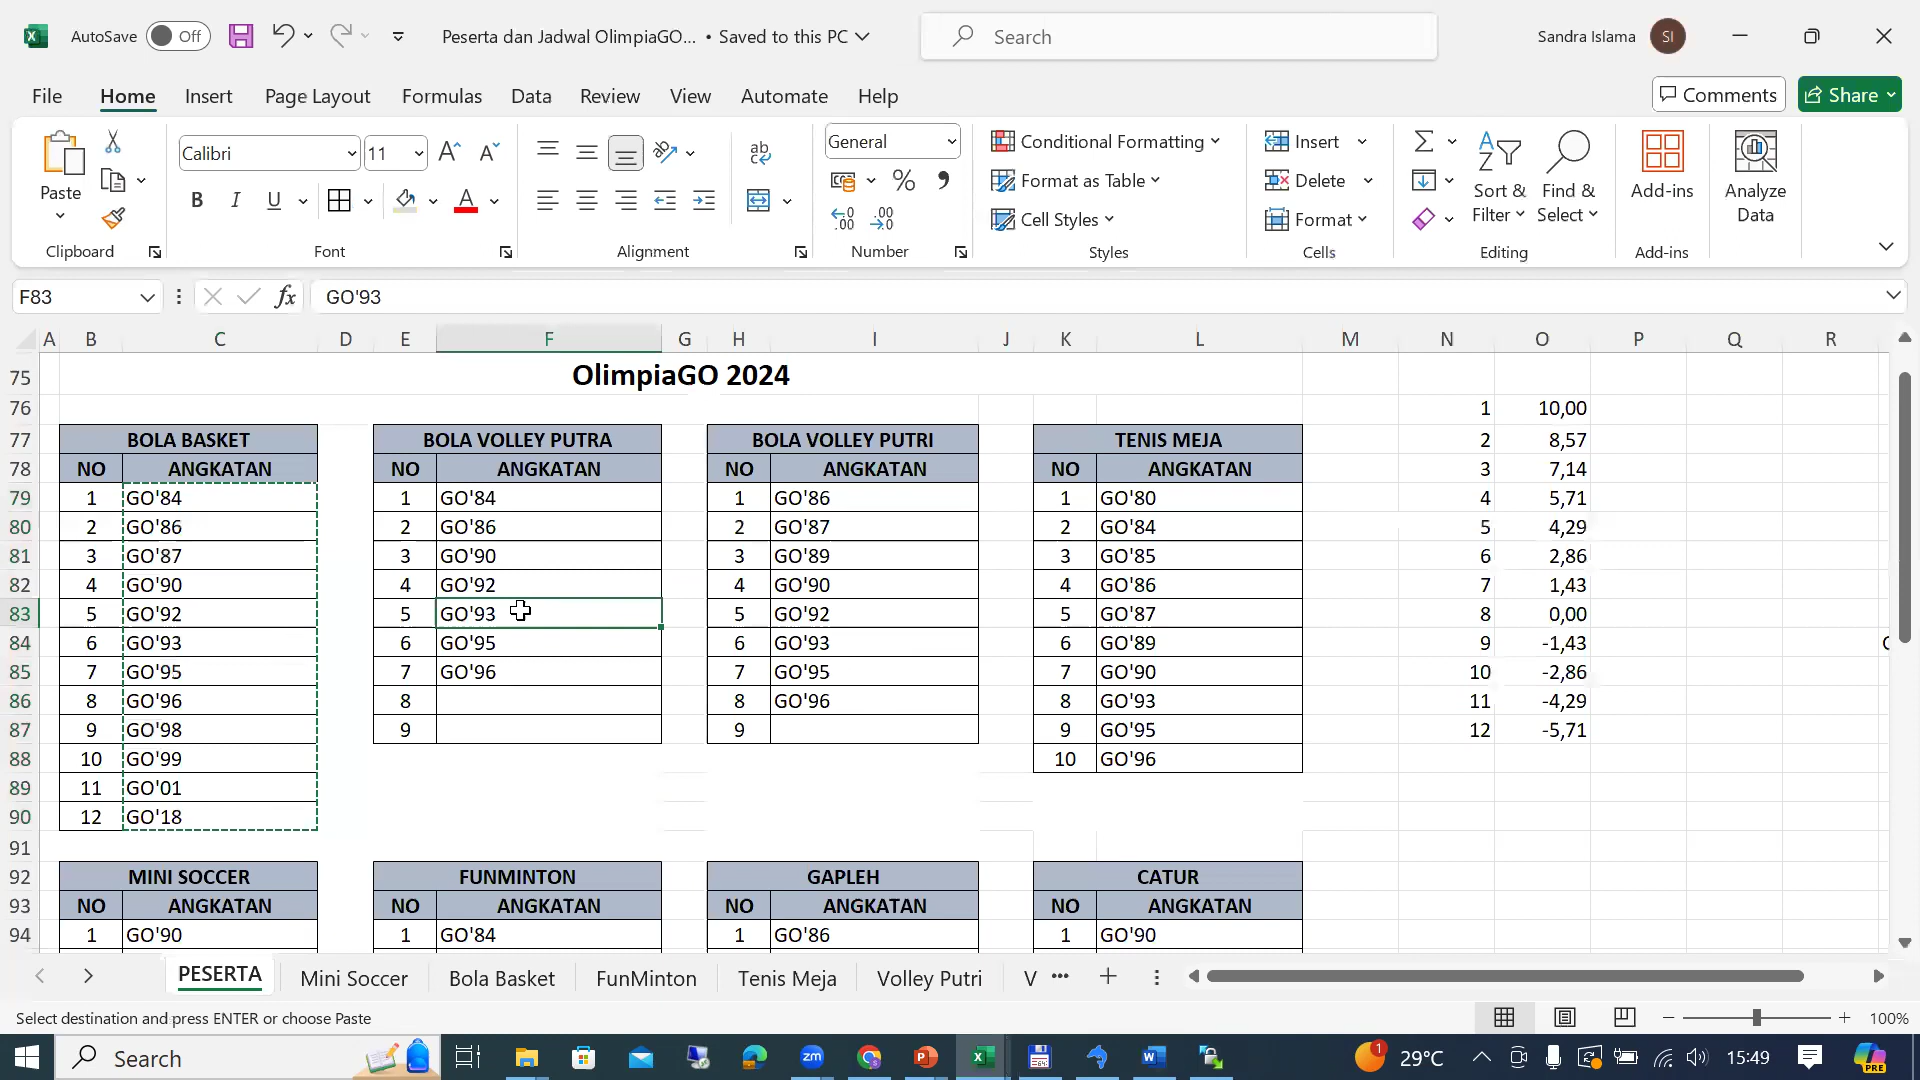 AutoSave Off Peserta dan Jadwal OlimpiaGO... • Saved to this PC Search Sandra Islama SI
File Home Insert Page Layout Formulas Data Review View Automate Help Comments Share
Paste
Clipboard
Calibri 11
B I U
Font
Alignment
General
Number
Conditional Formatting
Format as Table
Cell Styles
Styles
Insert
Delete
Format
Cells
Sort & Filter
Find & Select
Editing
Add-ins
Add-ins
Analyze Data
F83 fx GO'93
A B C D E F G H I J K L M N O P Q R
75 OlimpiaGO 2024
76 1 10,00
77 BOLA BASKET BOLA VOLLEY PUTRA BOLA VOLLEY PUTRI TENIS MEJA 2 8,57
78 NO ANGKATAN NO ANGKATAN NO ANGKATAN NO ANGKATAN 3 7,14
79 1 GO'84 1 GO'84 1 GO'86 1 GO'80 4 5,71
80 2 GO'86 2 GO'86 2 GO'87 2 GO'84 5 4,29
81 3 GO'87 3 GO'90 3 GO'89 3 GO'85 6 2,86
82 4 GO'90 4 GO'92 4 GO'90 4 GO'86 7 1,43
83 5 GO'92 5 GO'93 5 GO'92 5 GO'87 8 0,00
84 6 GO'93 6 GO'95 6 GO'93 6 GO'89 9 -1,43
85 7 GO'95 7 GO'96 7 GO'95 7 GO'90 10 -2,86
86 8 GO'96 8 8 GO'96 8 GO'93 11 -4,29
87 9 GO'98 9 9 9 GO'95 12 -5,71
88 10 GO'99 10 GO'96
89 11 GO'01
90 12 GO'18
91
92 MINI SOCCER FUNMINTON GAPLEH CATUR
93 NO ANGKATAN NO ANGKATAN NO ANGKATAN NO ANGKATAN
94 1 GO'90 1 GO'84 1 GO'86 1 GO'90
PESERTA Mini Soccer Bola Basket FunMinton Tenis Meja Volley Putri V
Select destination and press ENTER or choose Paste 100%
Search 29°C 15:49